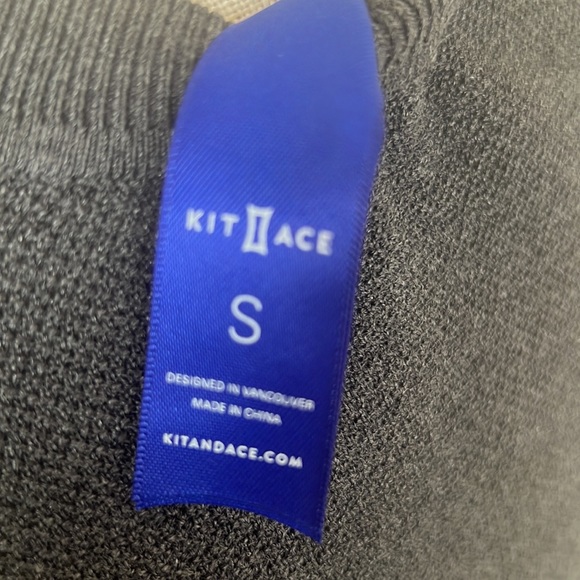 KIT ACE
S
DESIGNED IN VANCOUVER
MADE IN CHINA
KITANDACE.COM